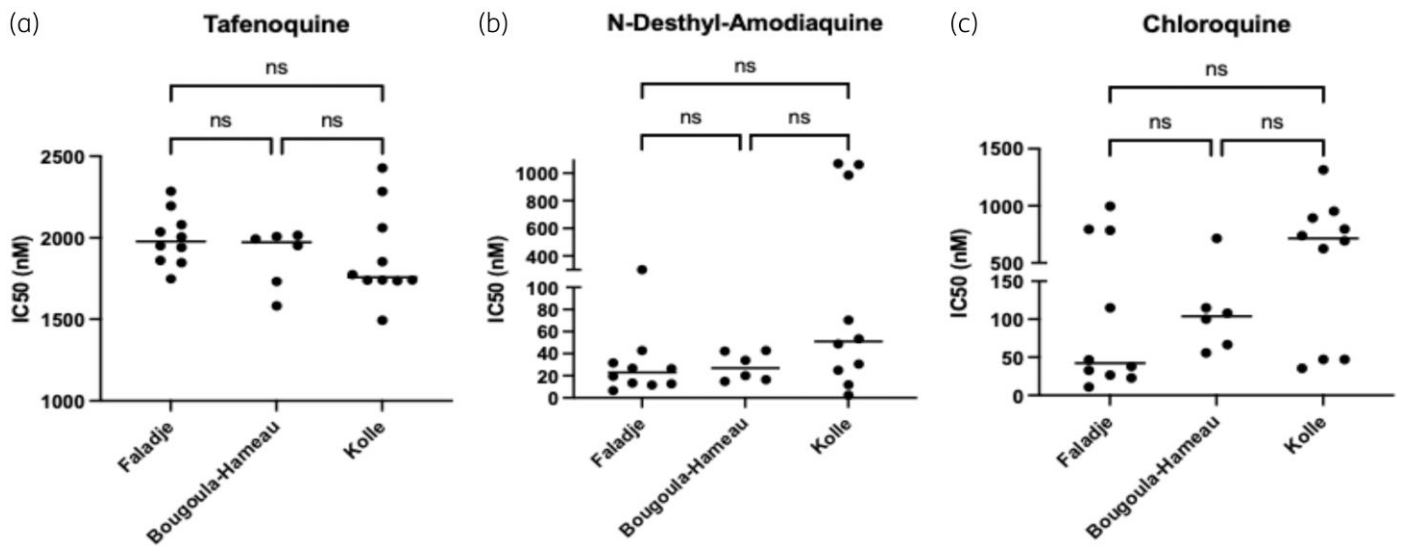 (a) Tafenoquine
ns
ns ns
2500
2000
1500
1000
IC50 (nM)
Faladje
Bougoula-Hameau
Kolle
(b) N-Desthyl-Amodiaquine
ns
ns ns
1000
800
600
400
100
80
60
40
20
0
IC50 (nM)
Faladje
Bougoula-Hameau
Kolle
(c) Chloroquine
ns
ns ns
1500
1000
500
150
100
50
0
IC50 (nM)
Faladje
Bougoula-Hameau
Kolle